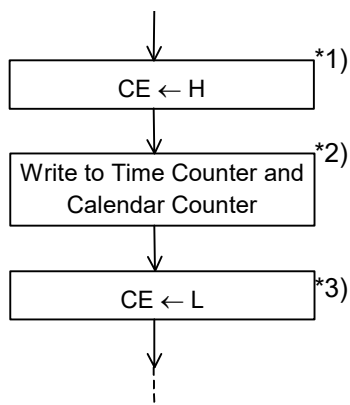 *1)
CE ← H
*2)
Write to Time Counter and
Calendar Counter
*3)
CE ← L